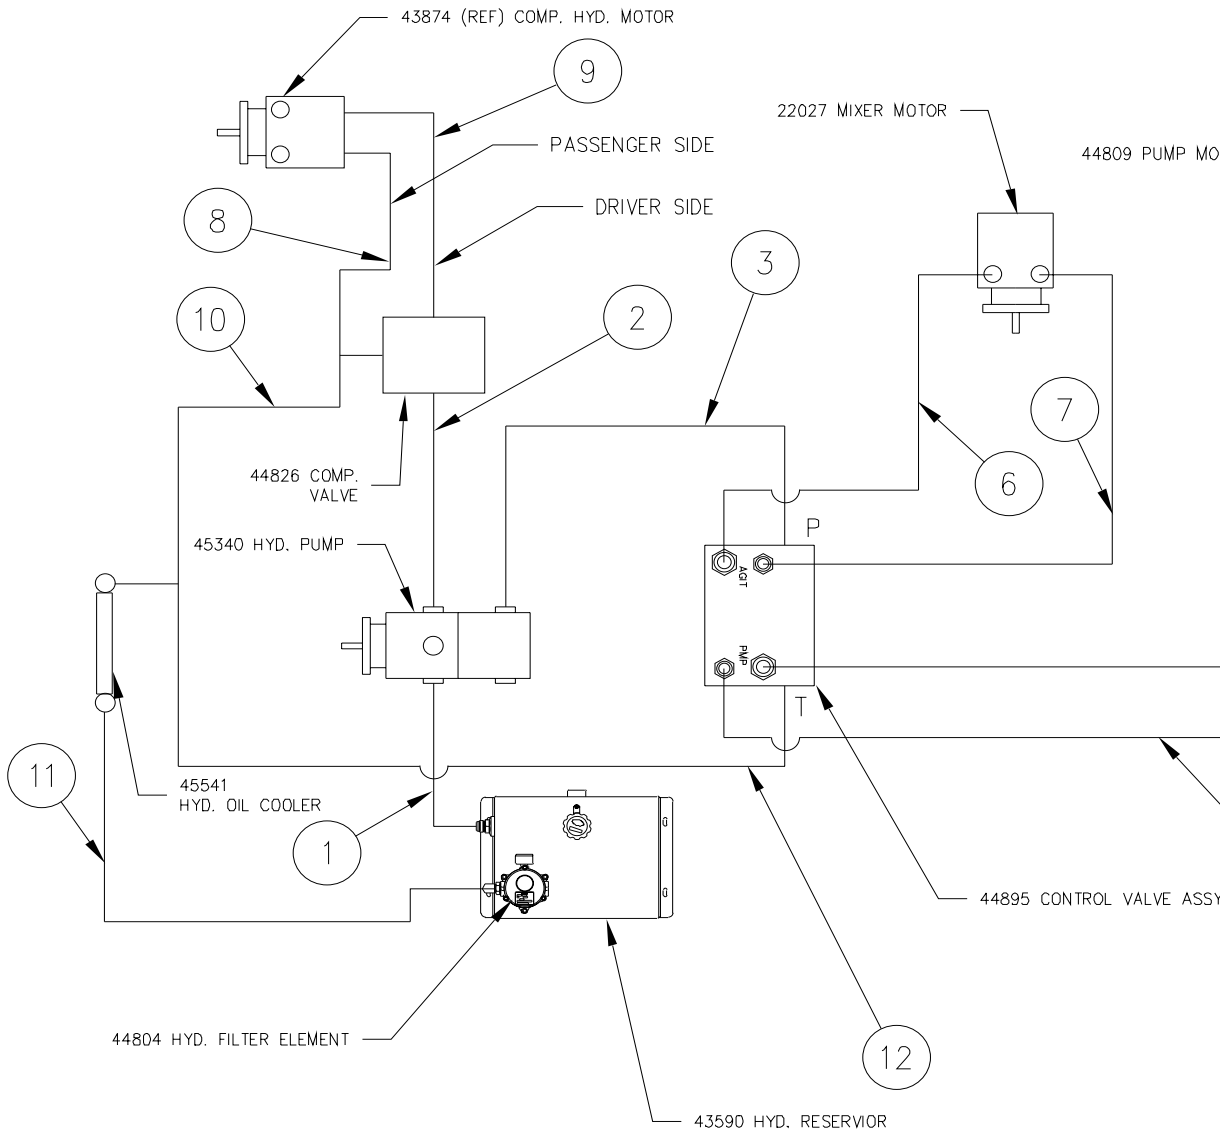 43874 (REF) COMP. HYD. MOTOR
9
22027 MIXER MOTOR
PASSENGER SIDE
44809 PUMP MO
8
DRIVER SIDE
3
10
2
7
44826 COMP.
VALVE
6
P
45340 HYD. PUMP
AGT
PMP
T
11
45541
HYD. OIL COOLER
1
44895 CONTROL VALVE ASSY
44804 HYD. FILTER ELEMENT
12
43590 HYD. RESERVIOR